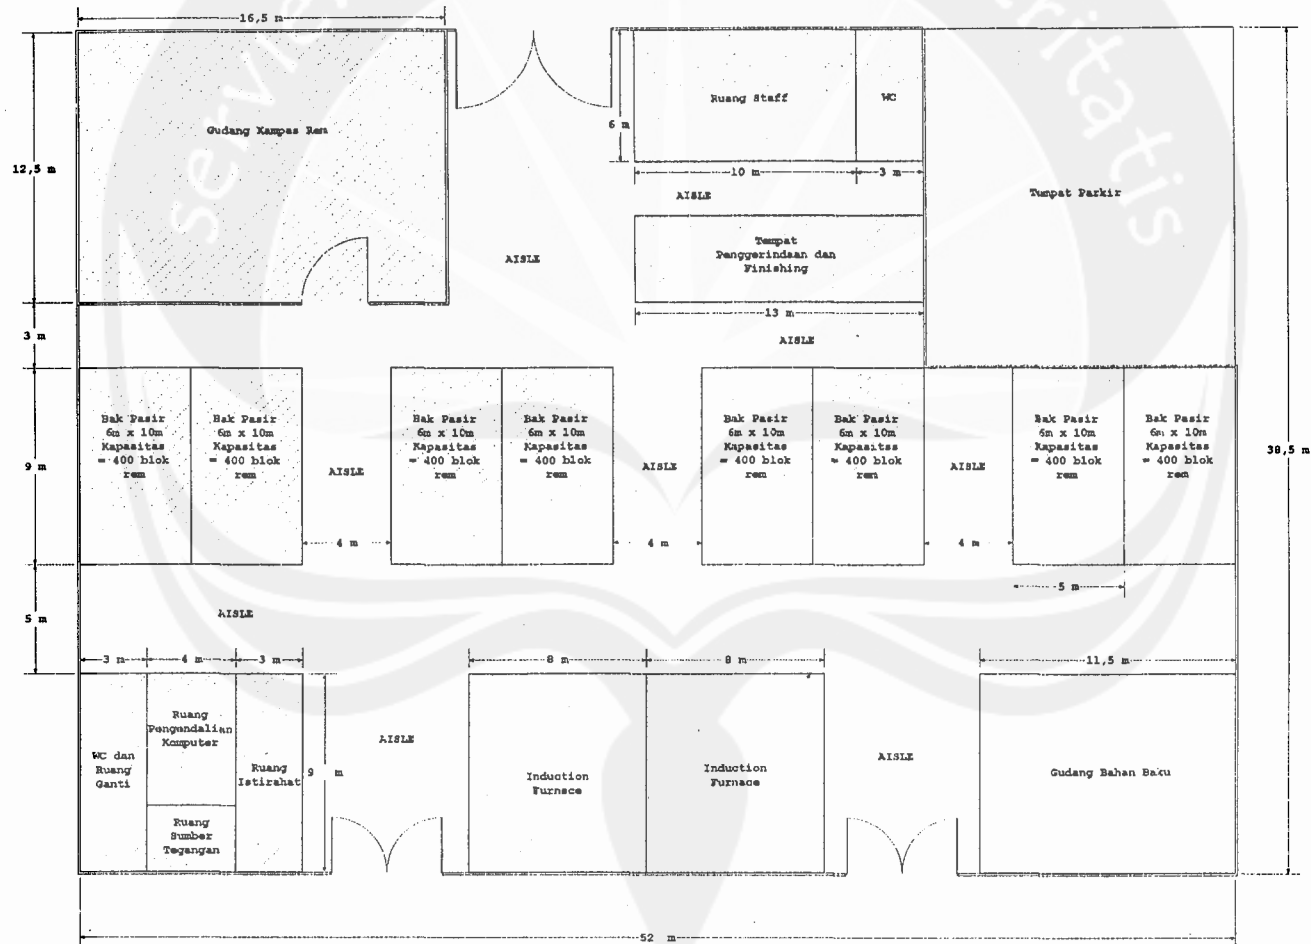 16,5 m
servie
eritatis
12,5 m
Gudang Kampas Rem
Ruang Staff
WC
6 m
10 m
3 m
AISLE
Tempat Parkir
Tempat
Penggerindaan dan
Finishing
AISLE
13 m
AISLE
3 m
Bak Pasir
6m x 10m
Kapasitas
= 400 blok
rem
Bak Pasir
6m x 10m
Kapasitas
= 400 blok
rem
Bak Pasir
6m x 10m
Kapasitas
= 400 blok
rem
Bak Pasir
6m x 10m
Kapasitas
= 400 blok
rem
Bak Pasir
6m x 10m
Kapasitas
= 400 blok
rem
Bak Pasir
6m x 10m
Kapasitas
= 400 blok
rem
Bak Pasir
6m x 10m
Kapasitas
= 400 blok
rem
Bak Pasir
6m x 10m
Kapasitas
= 400 blok
rem
9 m
AISLE
AISLE
AISLE
38,5 m
4 m
4 m
4 m
5 m
5 m
AISLE
3 m
4 m
3 m
8 m
8 m
11,5 m
WC dan
Ruang
Ganti
Ruang
Pengendalian
Komputer
Ruang
Istirahat
Ruang
Sumber
Tegangan
9 m
AISLE
Induction
Furnace
Induction
Furnace
AISLE
Gudang Bahan Baku
52 m